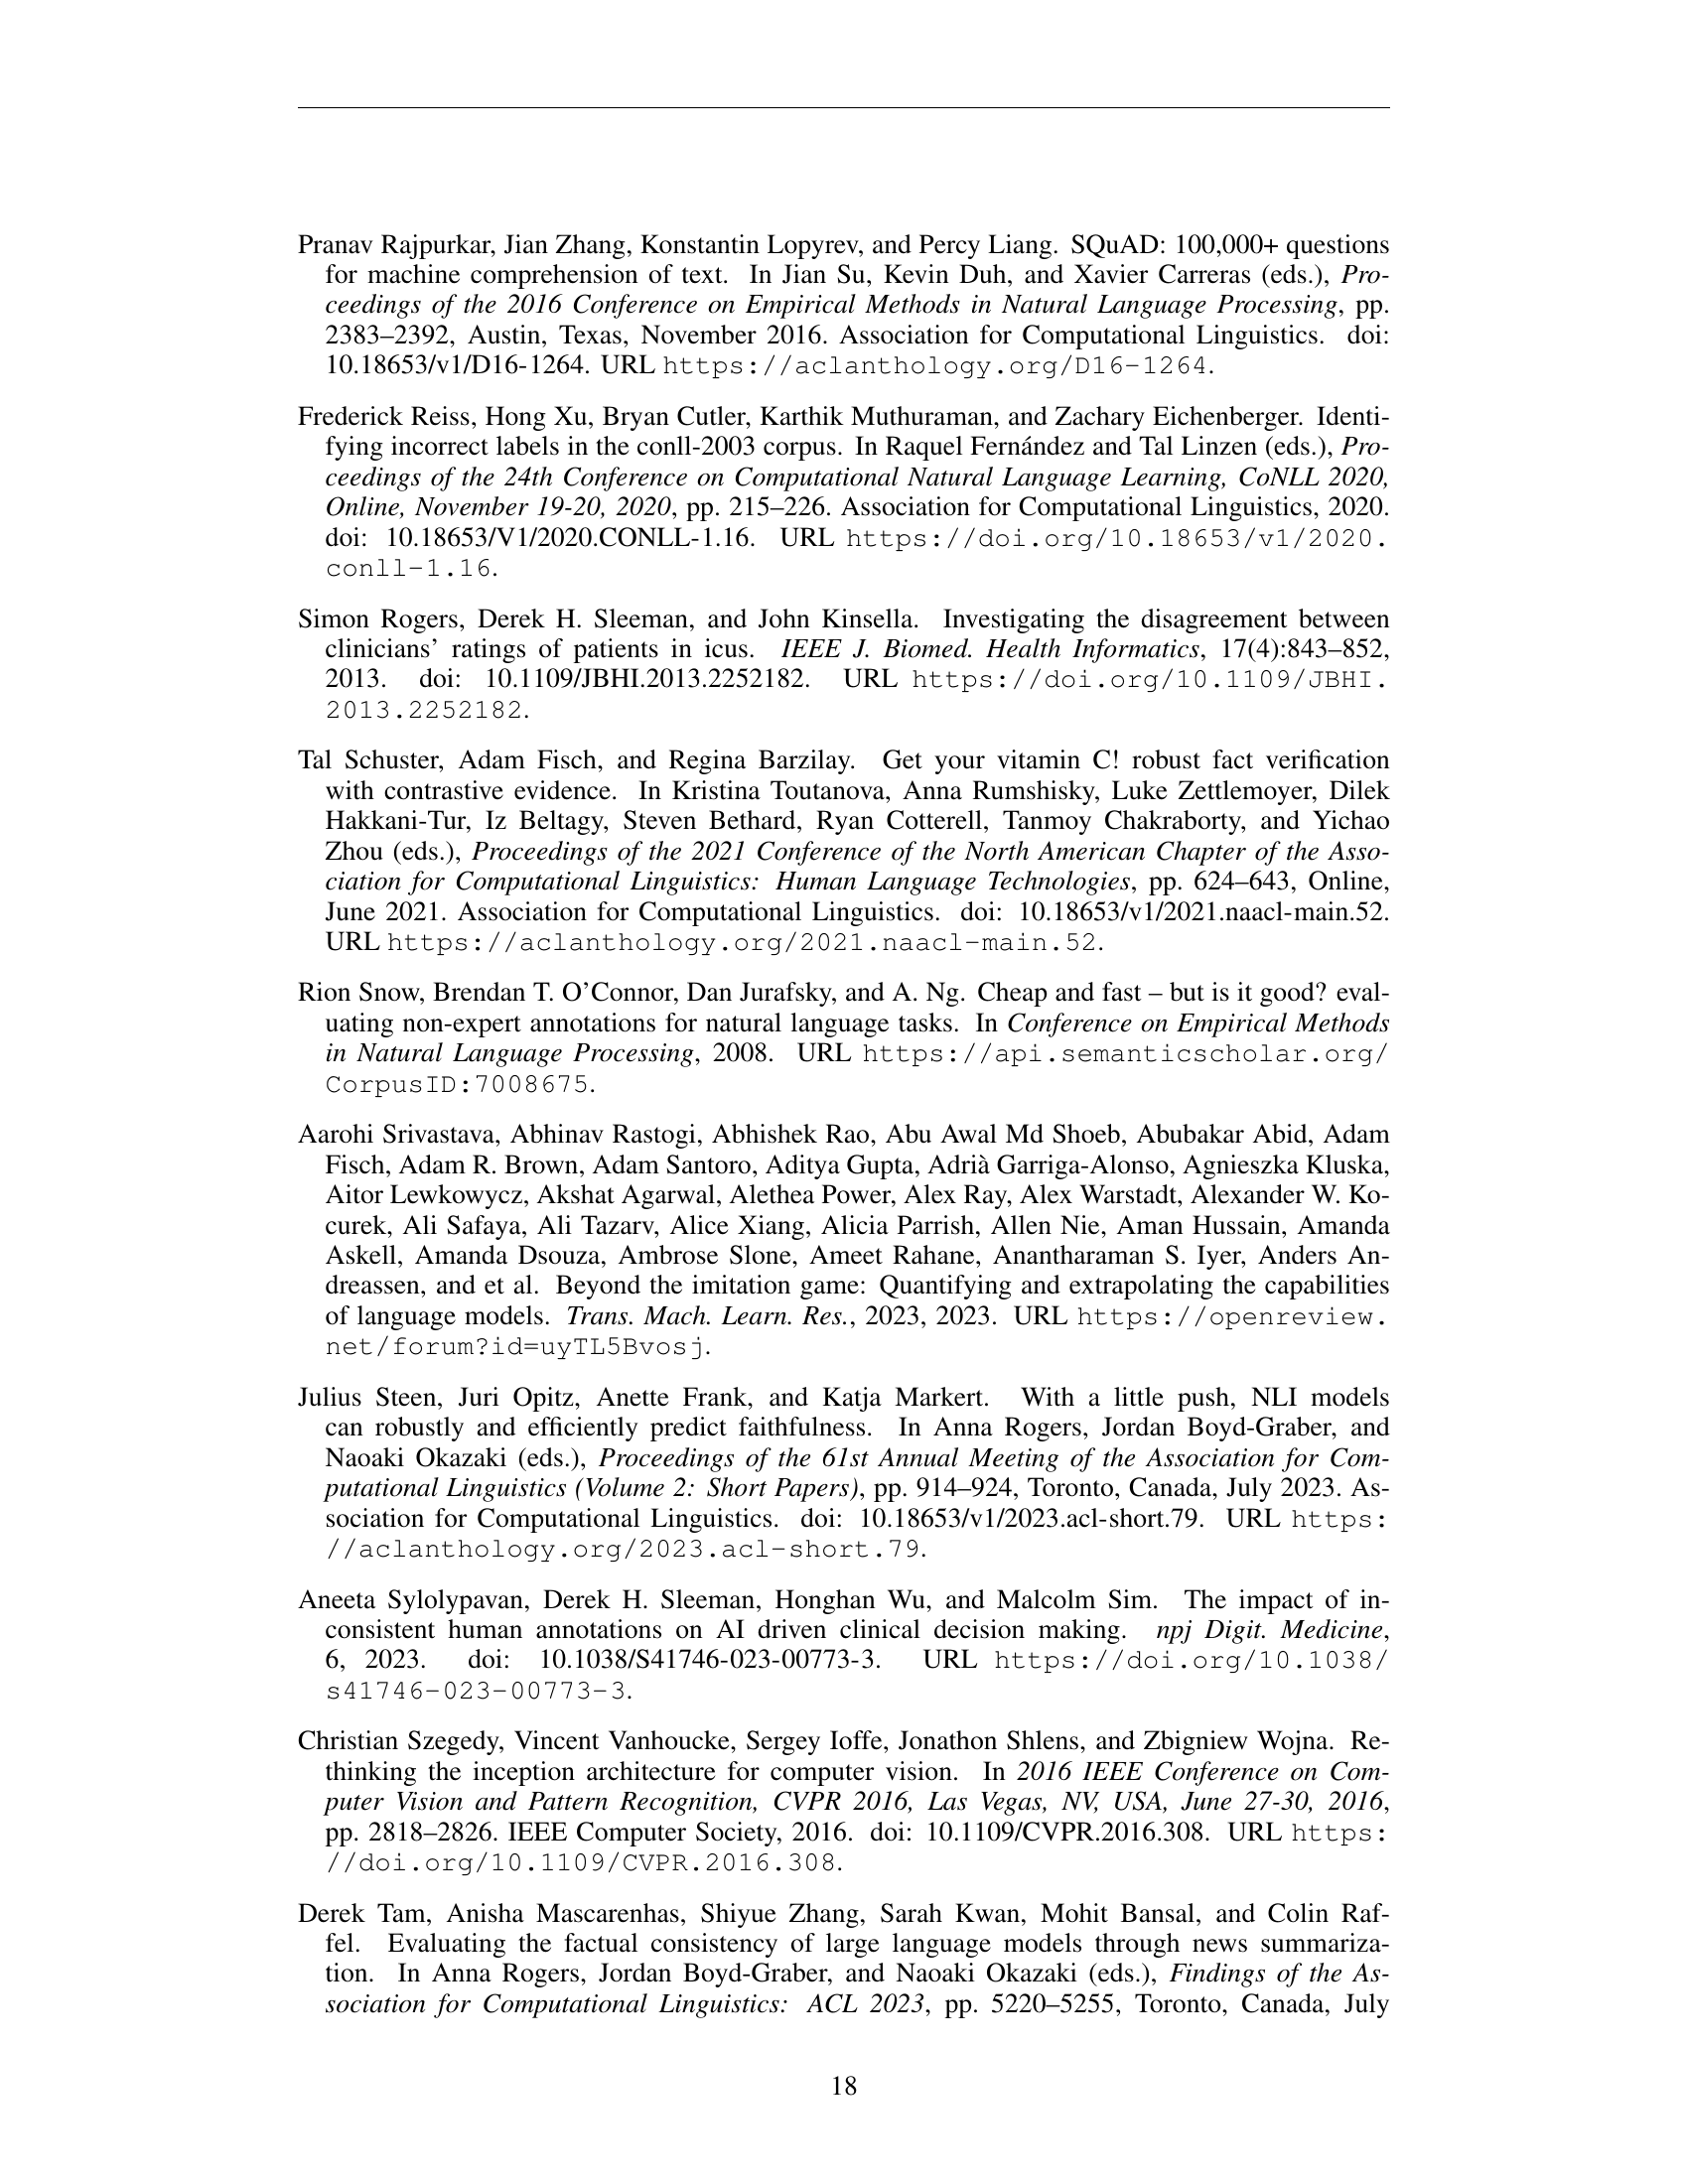 Pranav Rajpurkar, Jian Zhang, Konstantin Lopyrev, and Percy Liang. SQuAD: 100,000+ questions
for machine comprehension of text. In Jian Su, Kevin Duh, and Xavier Carreras (eds.), Pro-
ceedings of the 2016 Conference on Empirical Methods in Natural Language Processing, pp.
2383–2392, Austin, Texas, November 2016. Association for Computational Linguistics. doi:
10.18653/v1/D16-1264. URL https://aclanthology.org/D16-1264.
Frederick Reiss, Hong Xu, Bryan Cutler, Karthik Muthuraman, and Zachary Eichenberger. Identi-
fying incorrect labels in the conll-2003 corpus. In Raquel Fernández and Tal Linzen (eds.), Pro-
ceedings of the 24th Conference on Computational Natural Language Learning, CoNLL 2020,
Online, November 19-20, 2020, pp. 215–226. Association for Computational Linguistics, 2020.
doi: 10.18653/V1/2020.CONLL-1.16. URL https://doi.org/10.18653/v1/2020.
conll-1.16.
Simon Rogers, Derek H. Sleeman, and John Kinsella. Investigating the disagreement between
clinicians’ ratings of patients in icus. IEEE J. Biomed. Health Informatics, 17(4):843–852,
2013. doi: 10.1109/JBHI.2013.2252182. URL https://doi.org/10.1109/JBHI.
2013.2252182.
Tal Schuster, Adam Fisch, and Regina Barzilay. Get your vitamin C! robust fact verification
with contrastive evidence. In Kristina Toutanova, Anna Rumshisky, Luke Zettlemoyer, Dilek
Hakkani-Tur, Iz Beltagy, Steven Bethard, Ryan Cotterell, Tanmoy Chakraborty, and Yichao
Zhou (eds.), Proceedings of the 2021 Conference of the North American Chapter of the Asso-
ciation for Computational Linguistics: Human Language Technologies, pp. 624–643, Online,
June 2021. Association for Computational Linguistics. doi: 10.18653/v1/2021.naacl-main.52.
URL https://aclanthology.org/2021.naacl-main.52.
Rion Snow, Brendan T. O’Connor, Dan Jurafsky, and A. Ng. Cheap and fast – but is it good? eval-
uating non-expert annotations for natural language tasks. In Conference on Empirical Methods
in Natural Language Processing, 2008. URL https://api.semanticscholar.org/
CorpusID:7008675.
Aarohi Srivastava, Abhinav Rastogi, Abhishek Rao, Abu Awal Md Shoeb, Abubakar Abid, Adam
Fisch, Adam R. Brown, Adam Santoro, Aditya Gupta, Adrià Garriga-Alonso, Agnieszka Kluska,
Aitor Lewkowycz, Akshat Agarwal, Alethea Power, Alex Ray, Alex Warstadt, Alexander W. Ko-
curek, Ali Safaya, Ali Tazarv, Alice Xiang, Alicia Parrish, Allen Nie, Aman Hussain, Amanda
Askell, Amanda Dsouza, Ambrose Slone, Ameet Rahane, Anantharaman S. Iyer, Anders An-
dreassen, and et al. Beyond the imitation game: Quantifying and extrapolating the capabilities
of language models. Trans. Mach. Learn. Res., 2023, 2023. URL https://openreview.
net/forum?id=uyTL5Bvosj.
Julius Steen, Juri Opitz, Anette Frank, and Katja Markert. With a little push, NLI models
can robustly and efficiently predict faithfulness. In Anna Rogers, Jordan Boyd-Graber, and
Naoaki Okazaki (eds.), Proceedings of the 61st Annual Meeting of the Association for Com-
putational Linguistics (Volume 2: Short Papers), pp. 914–924, Toronto, Canada, July 2023. As-
sociation for Computational Linguistics. doi: 10.18653/v1/2023.acl-short.79. URL https:
//aclanthology.org/2023.acl-short.79.
Aneeta Sylolypavan, Derek H. Sleeman, Honghan Wu, and Malcolm Sim. The impact of in-
consistent human annotations on AI driven clinical decision making. npj Digit. Medicine,
6, 2023. doi: 10.1038/S41746-023-00773-3. URL https://doi.org/10.1038/
s41746-023-00773-3.
Christian Szegedy, Vincent Vanhoucke, Sergey Ioffe, Jonathon Shlens, and Zbigniew Wojna. Re-
thinking the inception architecture for computer vision. In 2016 IEEE Conference on Com-
puter Vision and Pattern Recognition, CVPR 2016, Las Vegas, NV, USA, June 27-30, 2016,
pp. 2818–2826. IEEE Computer Society, 2016. doi: 10.1109/CVPR.2016.308. URL https:
//doi.org/10.1109/CVPR.2016.308.
Derek Tam, Anisha Mascarenhas, Shiyue Zhang, Sarah Kwan, Mohit Bansal, and Colin Raf-
fel. Evaluating the factual consistency of large language models through news summariza-
tion. In Anna Rogers, Jordan Boyd-Graber, and Naoaki Okazaki (eds.), Findings of the As-
sociation for Computational Linguistics: ACL 2023, pp. 5220–5255, Toronto, Canada, July
18